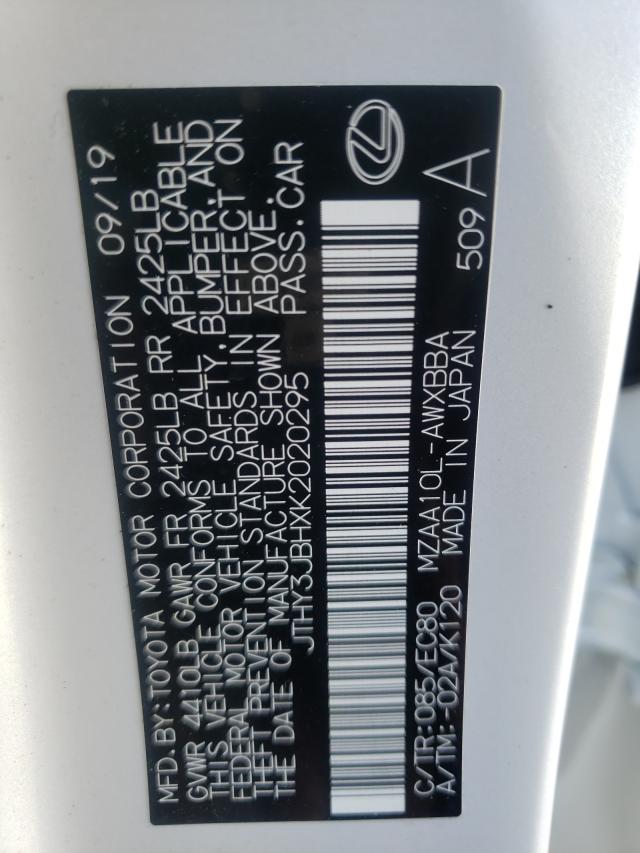 MFD.BY:TOYOTA MOTOR CORPORATION 09/19
GVWR 4410LB GAWR FR 2425LB RR 2425LB
THIS VEHICLE CONFORMS TO ALL APPLICABLE
FEDERAL MOTOR VEHICLE SAFETY,BUMPER,AND
THEFT PREVENTION STANDARDS IN EFFECT ON
THE DATE OF MANUFACTURE SHOWN ABOVE.
JTHY3JBHXK2020295 PASS.CAR
C/TR:085/EC80 MZAA10L-AWXBBA 509 A
A/TM:-02A/K120 MADE IN JAPAN